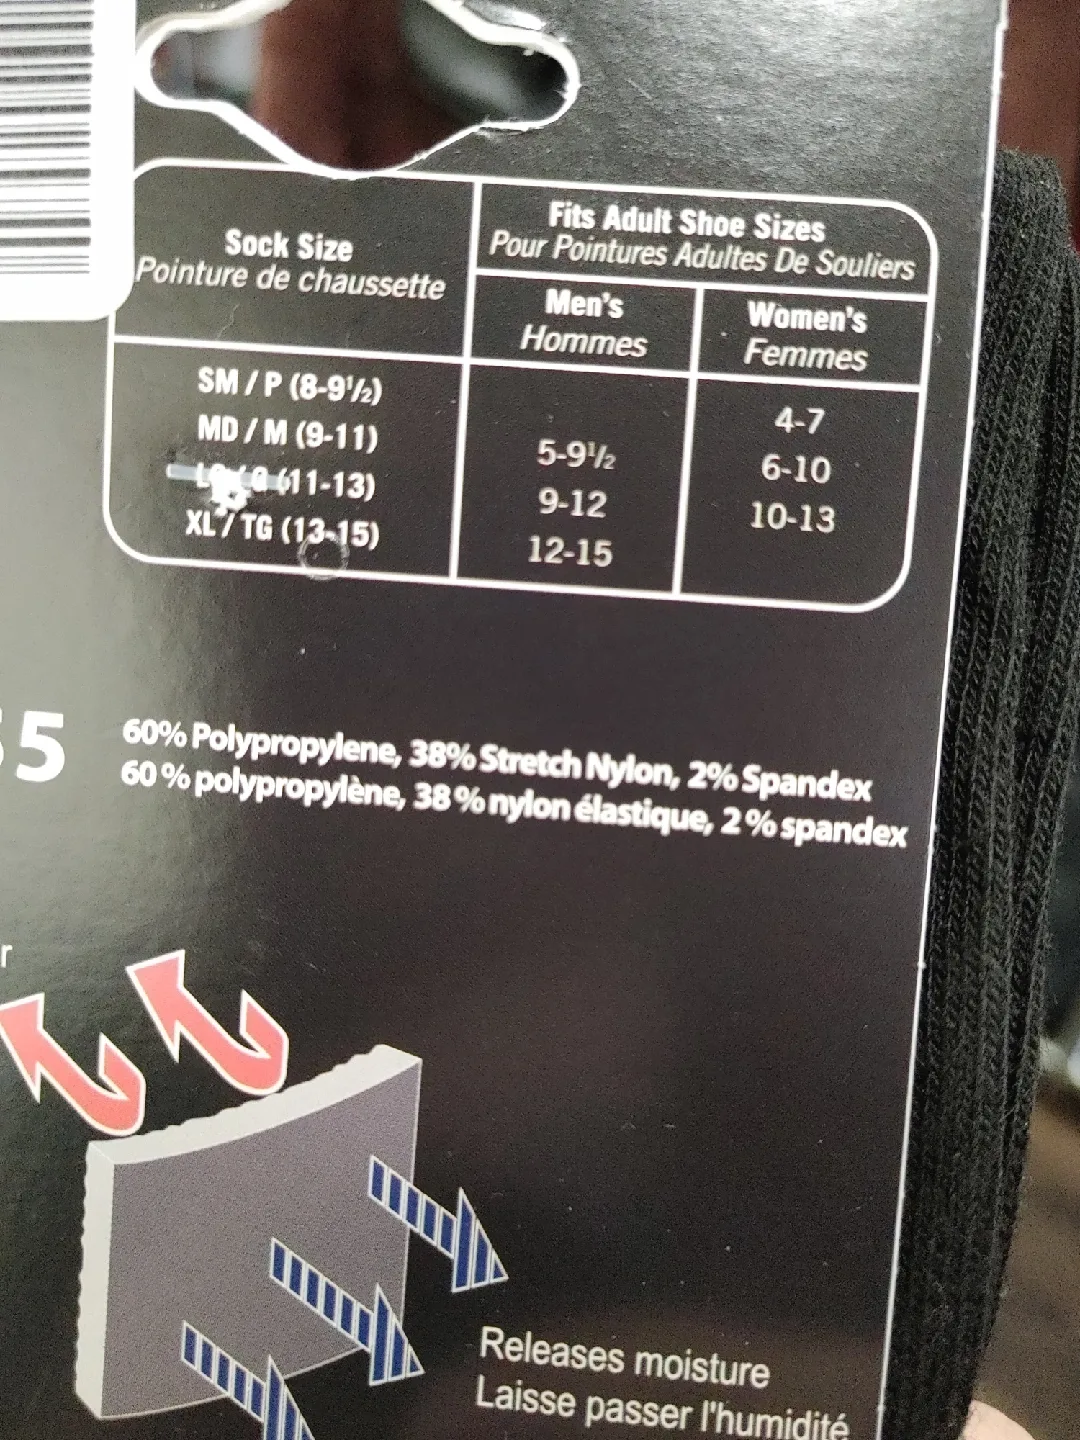 Fits Adult Shoe Sizes
Pour Pointures Adultes De Souliers
Sock Size
Pointure de chaussette
Men's
Hommes
Women's
Femmes
SM / P (8-9½)
4-7
MD / M (9-11)
5-9½
6-10
(11-13)
9-12
10-13
XL / TG (13-15)
12-15
5
60% Polypropylene, 38% Stretch Nylon, 2% Spandex
60 % polypropylène, 38 % nylon élastique, 2 % spandex
r
Releases moisture
Laisse passer l'humidité